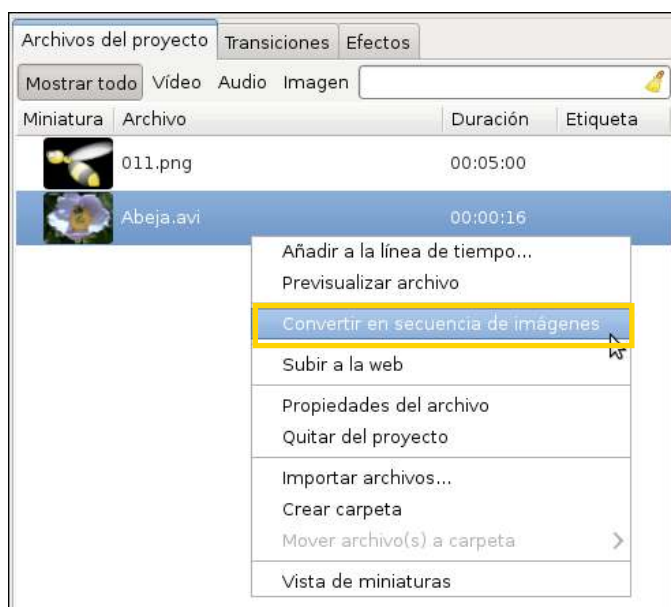 Archivos del proyecto Transiciones Efectos
Mostrar todo Vídeo Audio Imagen
Miniatura Archivo Duración Etiqueta
011.png 00:05:00
Abeja.avi 00:00:16
Añadir a la línea de tiempo...
Previsualizar archivo
Convertir en secuencia de imágenes
Subir a la web
Propiedades del archivo
Quitar del proyecto
Importar archivos...
Crear carpeta
Mover archivo(s) a carpeta
Vista de miniaturas